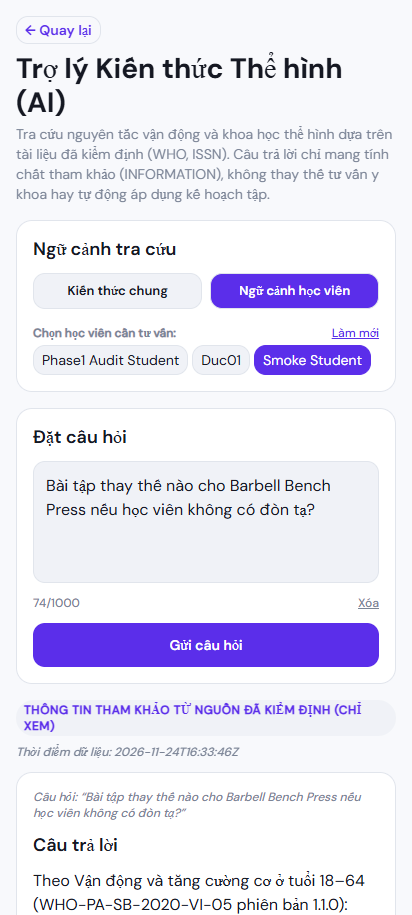 ← Quay lại
Trợ lý Kiến thức Thể hình
(AI)
Tra cứu nguyên tắc vận động và khoa học thể hình dựa trên
tài liệu đã kiểm định (WHO, ISSN). Câu trả lời chỉ mang tính
chất tham khảo (INFORMATION), không thay thế tư vấn y
khoa hay tự động áp dụng kế hoạch tập.
Ngữ cảnh tra cứu
Kiến thức chung
Ngữ cảnh học viên
Chọn học viên cần tư vấn:
Làm mới
Phase1 Audit Student
Duc01
Smoke Student
Đặt câu hỏi
Bài tập thay thế nào cho Barbell Bench
Press nếu học viên không có đòn tạ?
74/1000
Xóa
Gửi câu hỏi
THÔNG TIN THAM KHẢO TỪ NGUỒN ĐÃ KIỂM ĐỊNH (CHỈ
XEM)
Thời điểm dữ liệu: 2026-11-24T16:33:46Z
Câu hỏi: "Bài tập thay thế nào cho Barbell Bench Press nếu
học viên không có đòn tạ?"
Câu trả lời
Theo Vận động và tăng cường cơ ở tuổi 18–64
(WHO-PA-SB-2020-VI-05 phiên bản 1.1.0):